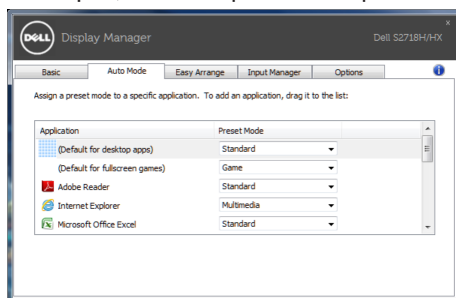 DELL Display Manager Dell S2718H/HX
Basic Auto Mode Easy Arrange Input Manager Options
Assign a preset mode to a specific application. To add an application, drag it to the list:
Application Preset Mode
(Default for desktop apps) Standard
(Default for fullscreen games) Game
Adobe Reader Standard
Internet Explorer Multimedia
Microsoft Office Excel Standard